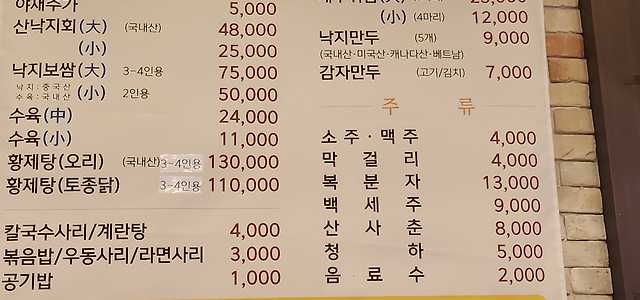 야채추가 5,000
산낙지회(大) (국내산) 48,000
(小) 25,000
낙지보쌈(大) 3-4인용 75,000
낙지:중국산
수육:국내산 (小) 2인용 50,000
수육(中) 24,000
수육(小) 11,000
황제탕(오리) (국내산) 3-4인용 130,000
황제탕(토종닭) 3-4인용 110,000
칼국수사리/계란탕 4,000
볶음밥/우동사리/라면사리 3,000
공기밥 1,000
(小) (4마리) 12,000
낙지만두 (5개) 9,000
(국내산·미국산·캐나다산·베트남)
감자만두 (고기/김치) 7,000
주 류
소주·맥주 4,000
막걸리 4,000
복분자 13,000
백세주 9,000
산사춘 8,000
청하 5,000
음료수 2,000